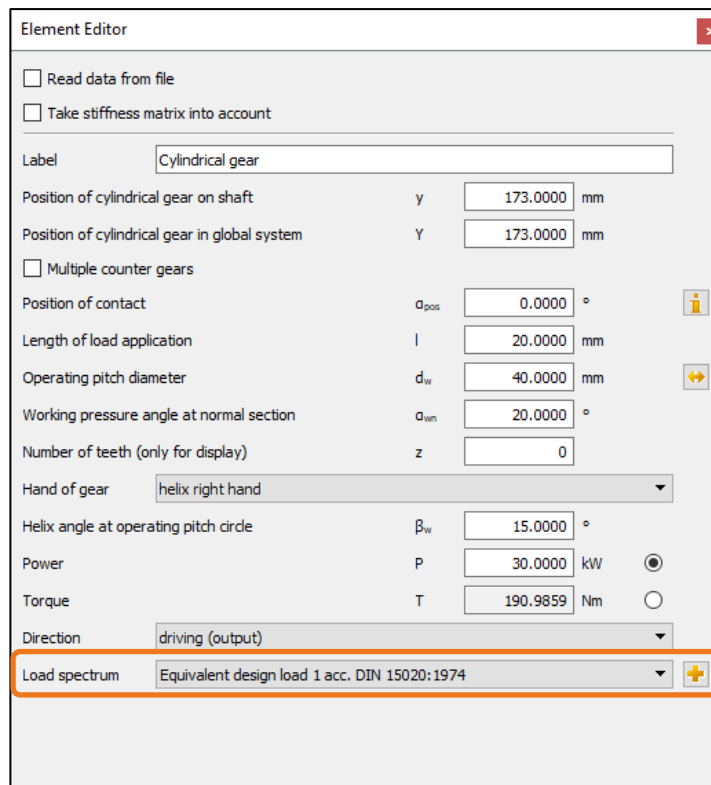 Element Editor
Read data from file
Take stiffness matrix into account
Label Cylindrical gear
Position of cylindrical gear on shaft y 173.0000 mm
Position of cylindrical gear in global system Y 173.0000 mm
Multiple counter gears
Position of contact αpos 0.0000 °
Length of load application l 20.0000 mm
Operating pitch diameter dw 40.0000 mm
Working pressure angle at normal section αwn 20.0000 °
Number of teeth (only for display) z 0
Hand of gear helix right hand
Helix angle at operating pitch circle βw 15.0000 °
Power P 30.0000 kW
Torque T 190.9859 Nm
Direction driving (output)
Load spectrum Equivalent design load 1 acc. DIN 15020:1974